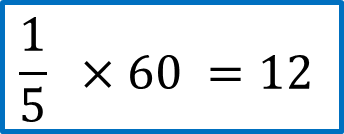 1/5 × 60 = 12